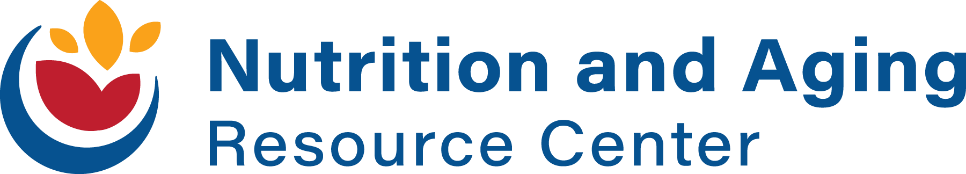 Nutrition and Aging
Resource Center